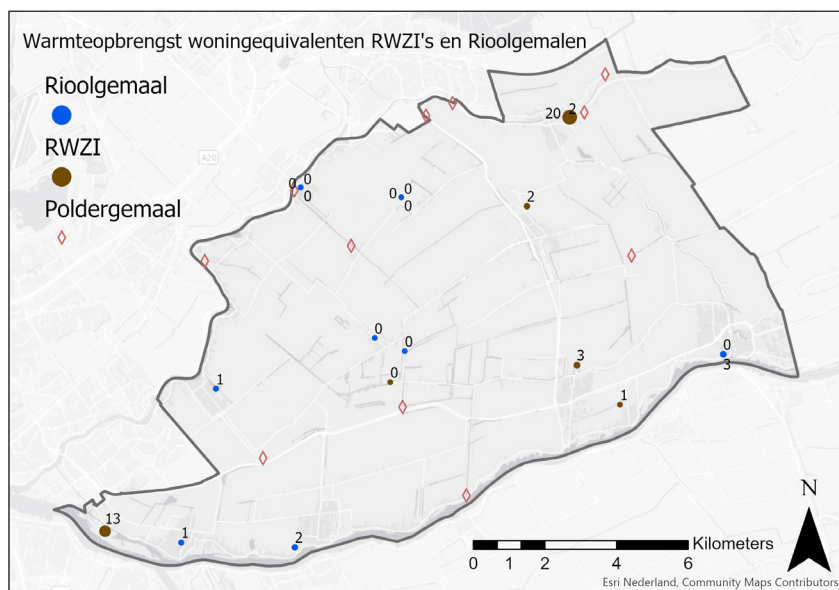 Warmteopbrengst woningequivalenten RWZI's en Rioolgemalen
Rioolgemaal
RWZI
Poldergemaal
A20
20 2
0 0
0
0 0
0
2
0
0
0
3
0
3
1
1
13
1
2
N
Kilometers
0 1 2 4 6
Esri Nederland, Community Maps Contributors